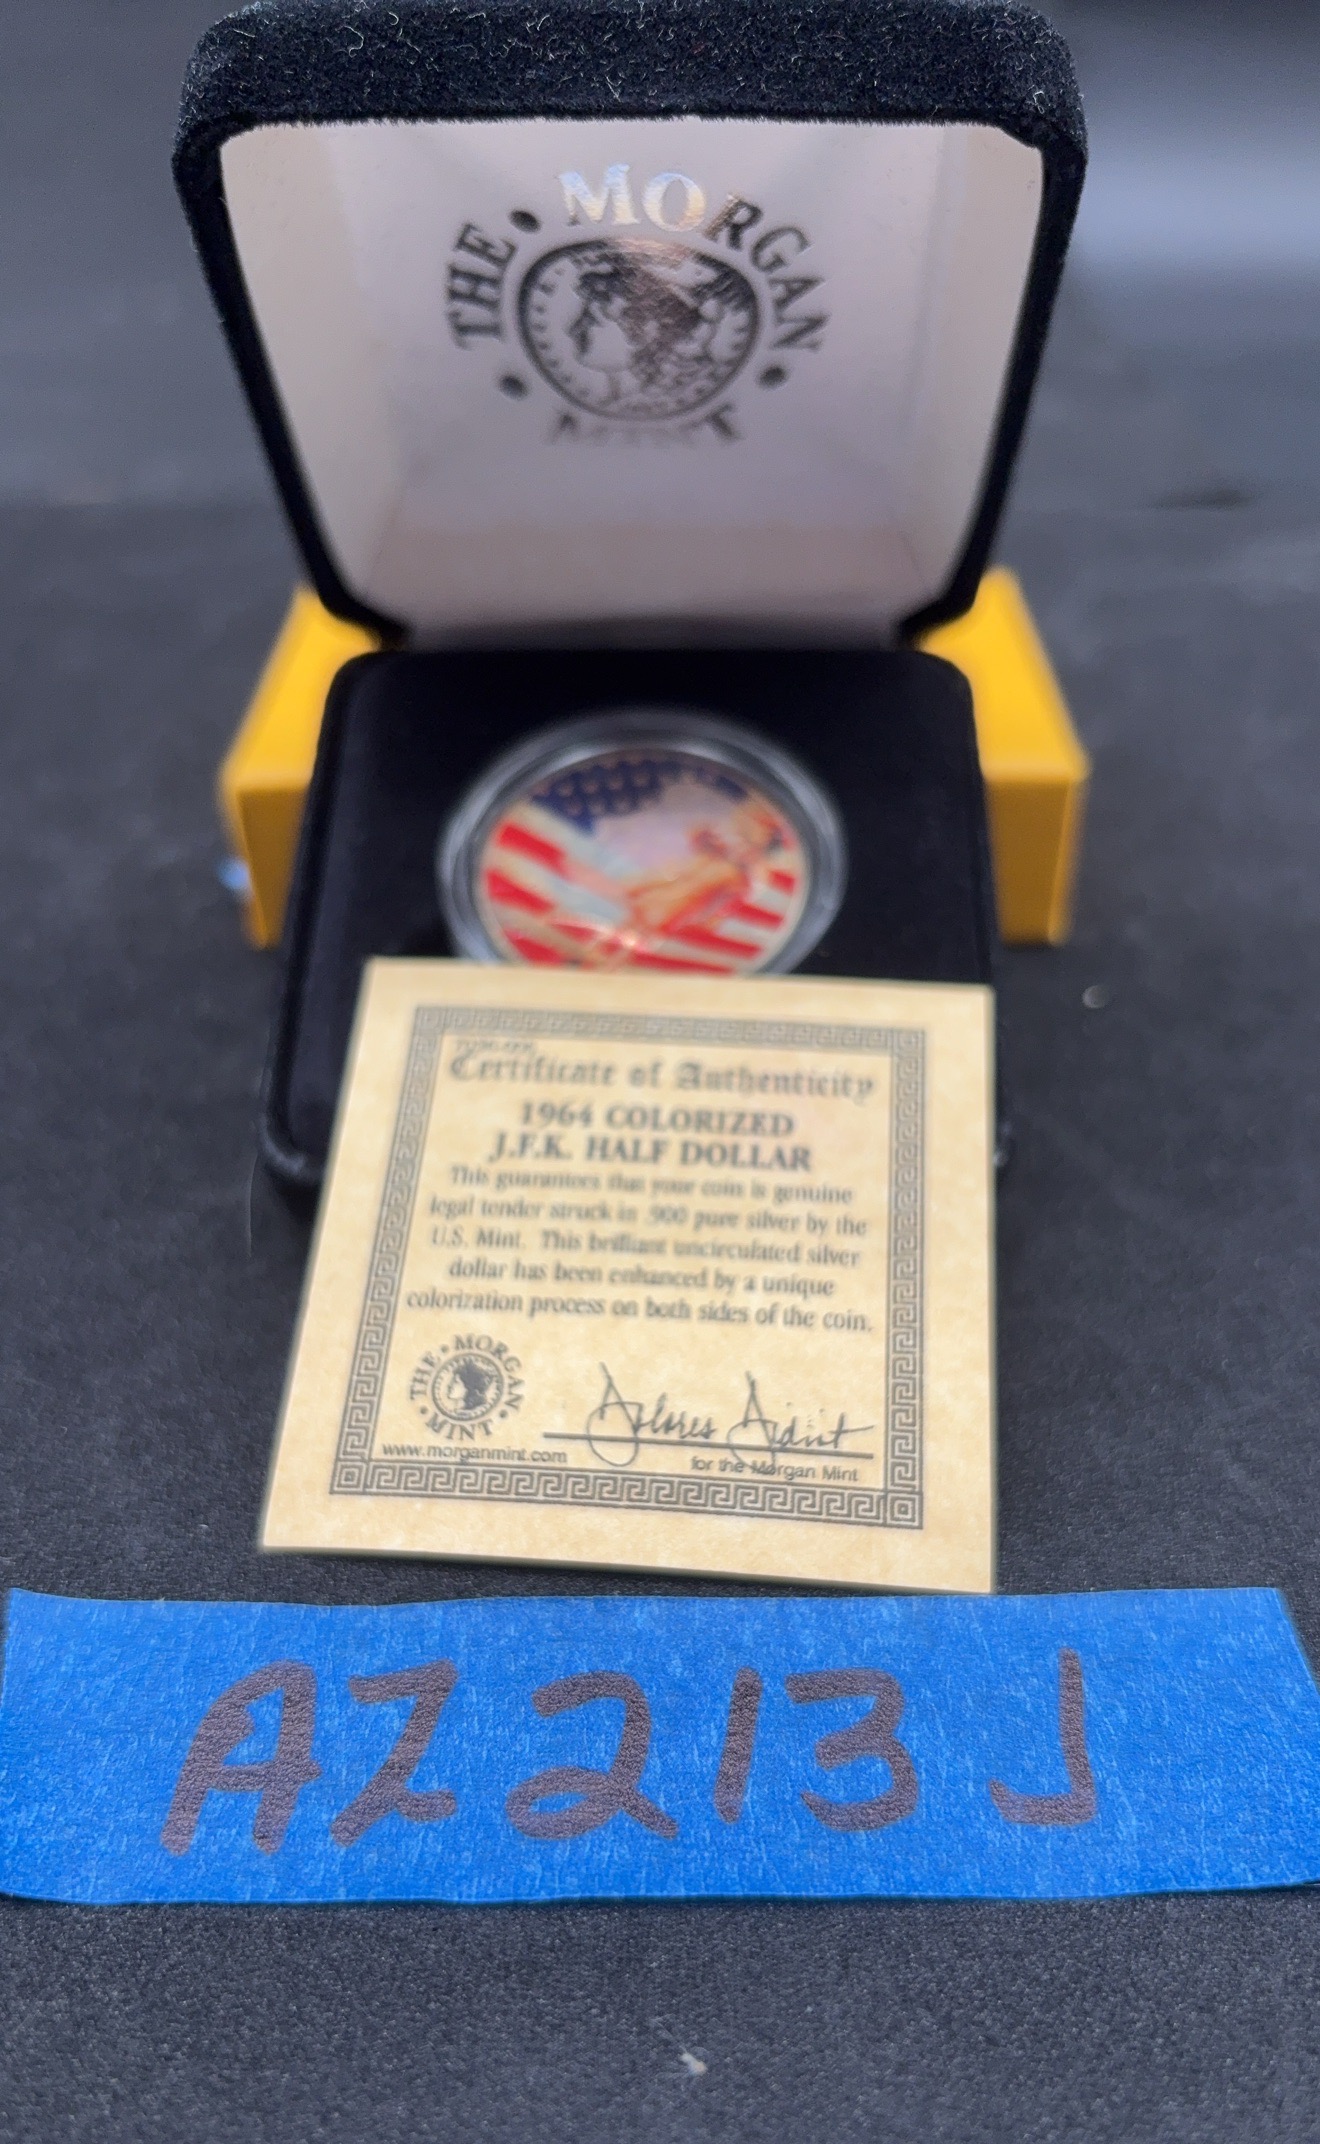 THE • MORGAN
• MINT •
Certificate of Authenticity
1964 COLORIZED
J.F.K. HALF DOLLAR
This guarantees that your coin is genuine
legal tender struck in .900 pure silver by the
U.S. Mint. This brilliant uncirculated silver
dollar has been enhanced by a unique
colorization process on both sides of the coin.
THE • MORGAN
• MINT •
www.morganmint.com
for the Morgan Mint
AZ213J